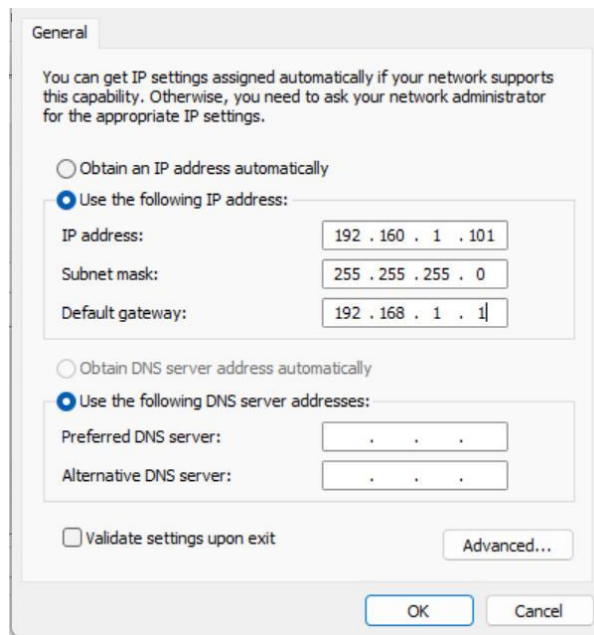 General
You can get IP settings assigned automatically if your network supports
this capability. Otherwise, you need to ask your network administrator
for the appropriate IP settings.
Obtain an IP address automatically
Use the following IP address:
IP address: 192 . 160 . 1 . 101
Subnet mask: 255 . 255 . 255 . 0
Default gateway: 192 . 168 . 1 . 1
Obtain DNS server address automatically
Use the following DNS server addresses:
Preferred DNS server: . . .
Alternative DNS server: . . .
Validate settings upon exit
Advanced...
OK Cancel